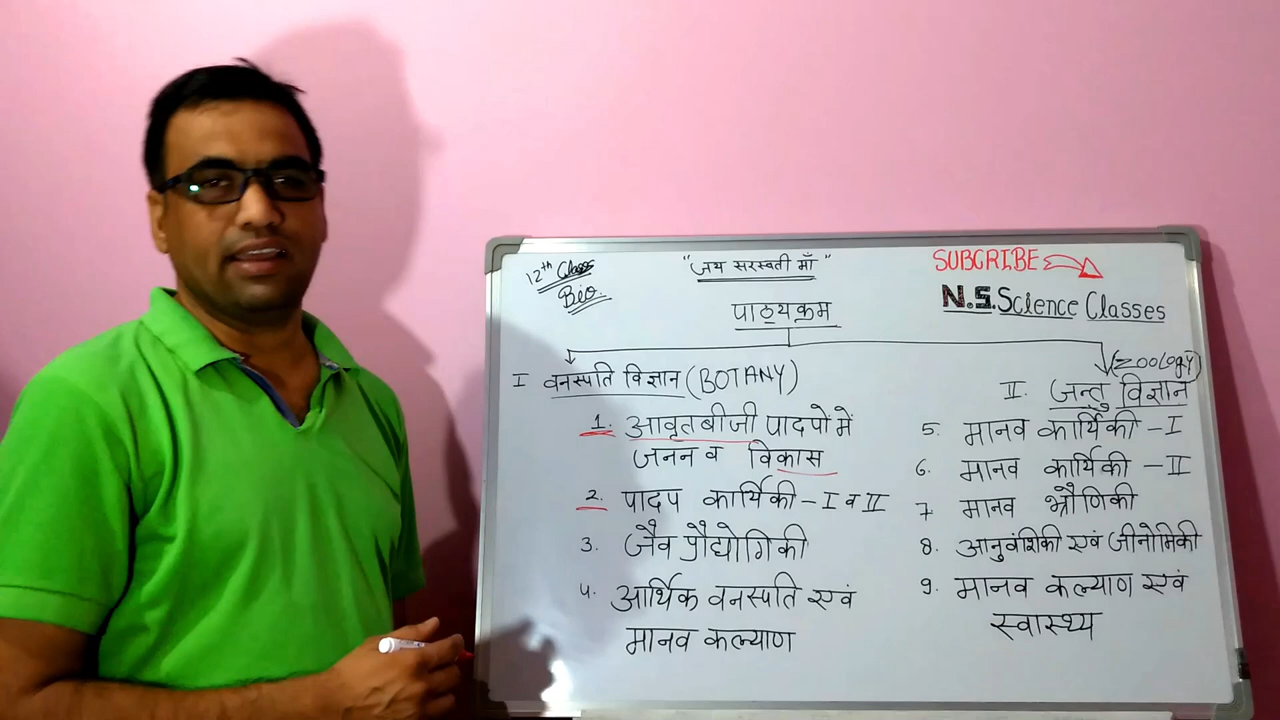 12th Class
Bio.
"जय सरस्वती माँ"
SUBCRIBE
N.S. Science Classes
पाठ्यक्रम
I वनस्पति विज्ञान (BOTANY)
1. आवृतबीजी पादपों में
जनन व विकास
2. पादप कार्यिकी - I व II
3. जैव प्रौद्योगिकी
4. आर्थिक वनस्पति एवं
मानव कल्याण
(ZOOLOGY)
II. जन्तु विज्ञान
5. मानव कार्यिकी - I
6. मानव कार्यिकी - II
7 मानव भ्रौणिकी
8. आनुवंशिकी एवं जीनोमिकी
9. मानव कल्याण एवं
स्वास्थ्य